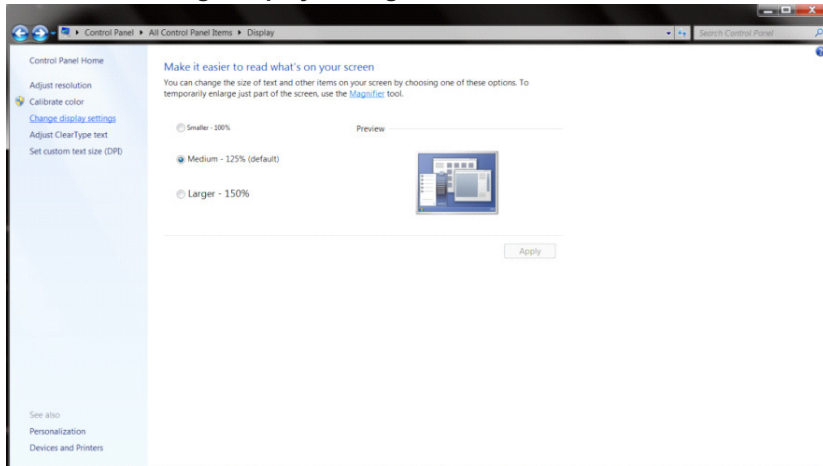 Control Panel ▸ All Control Panel Items ▸ Display
Search Control Panel
Control Panel Home
Adjust resolution
Calibrate color
Change display settings
Adjust ClearType text
Set custom text size (DPI)
Make it easier to read what's on your screen
You can change the size of text and other items on your screen by choosing one of these options. To
temporarily enlarge just part of the screen, use the Magnifier tool.
Smaller - 100%
Preview
Medium - 125% (default)
Larger - 150%
Apply
See also
Personalization
Devices and Printers